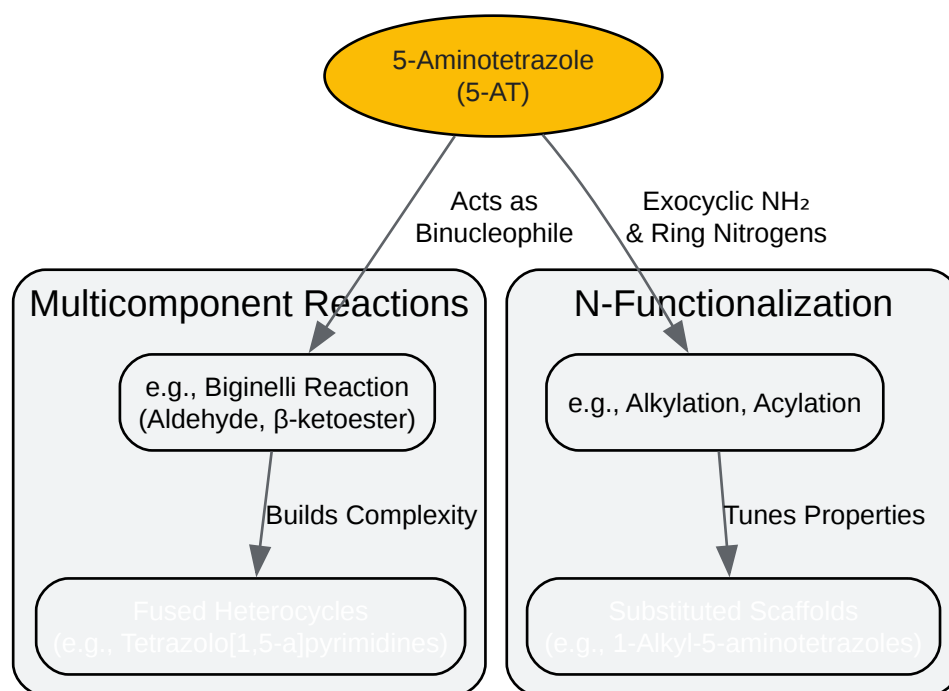 5-Aminotetrazole
(5-AT)
Acts as
Binucleophile
Exocyclic NH₂
& Ring Nitrogens
Multicomponent Reactions
N-Functionalization
e.g., Biginelli Reaction
(Aldehyde, β-ketoester)
e.g., Alkylation, Acylation
Builds Complexity
Tunes Properties
Fused Heterocycles
(e.g., Tetrazolo[1,5-a]pyrimidines)
Substituted Scaffolds
(e.g., 1-Alkyl-5-aminotetrazoles)